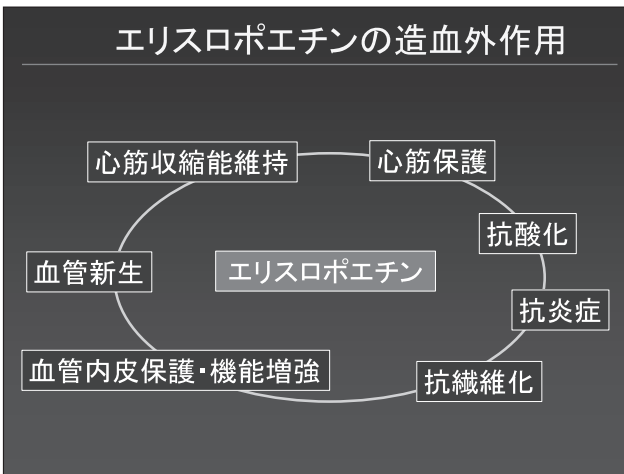 エリスロポエチンの造血外作用
心筋収縮能維持
心筋保護
抗酸化
血管新生
エリスロポエチン
抗炎症
血管内皮保護・機能増強
抗繊維化